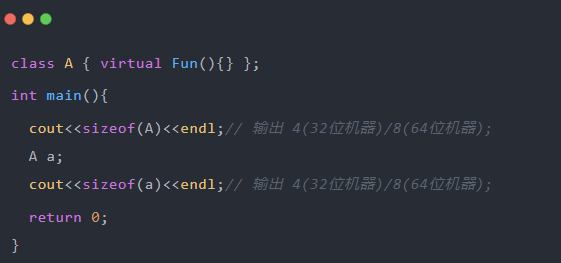 class A { virtual Fun(){} };
int main(){
cout<<sizeof(A)<<endl;// 输出 4(32位机器)/8(64位机器);
A a;
cout<<sizeof(a)<<endl;// 输出 4(32位机器)/8(64位机器);
return 0;
}